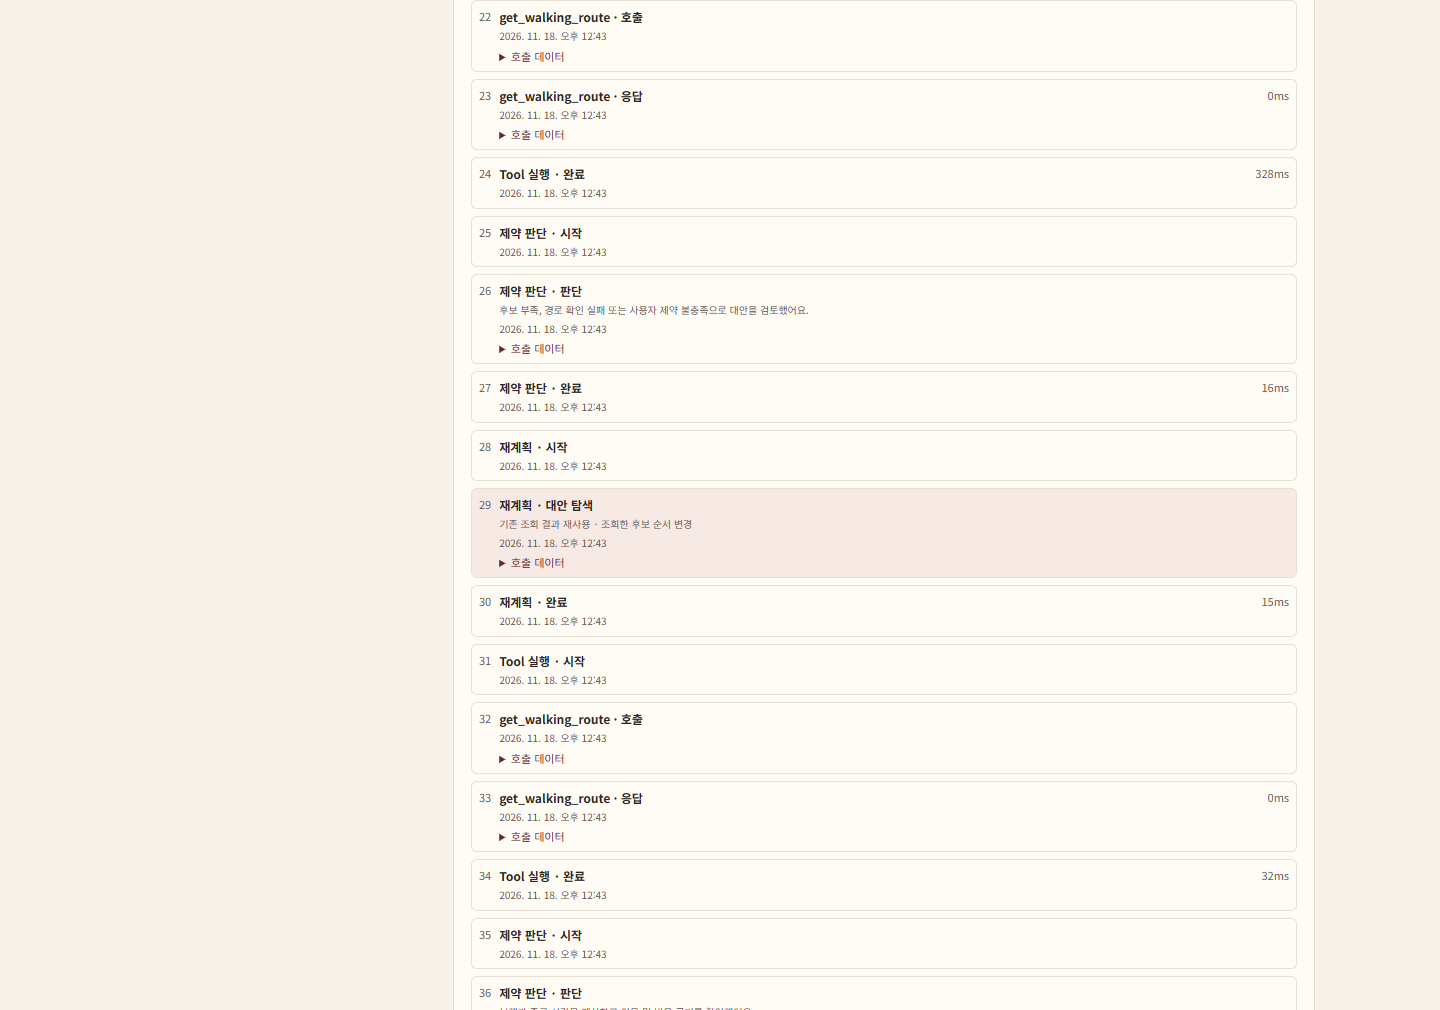 22 get_walking_route · 호출
2026. 11. 18. 오후 12:43
▶ 호출 데이터
23 get_walking_route · 응답 0ms
2026. 11. 18. 오후 12:43
▶ 호출 데이터
24 Tool 실행 · 완료 328ms
2026. 11. 18. 오후 12:43
25 제약 판단 · 시작
2026. 11. 18. 오후 12:43
26 제약 판단 · 판단
후보 부족, 경로 확인 실패 또는 사용자 제약 불충족으로 대안을 검토했어요.
2026. 11. 18. 오후 12:43
▶ 호출 데이터
27 제약 판단 · 완료 16ms
2026. 11. 18. 오후 12:43
28 재계획 · 시작
2026. 11. 18. 오후 12:43
29 재계획 · 대안 탐색
기존 조회 결과 재사용 · 조회한 후보 순서 변경
2026. 11. 18. 오후 12:43
▶ 호출 데이터
30 재계획 · 완료 15ms
2026. 11. 18. 오후 12:43
31 Tool 실행 · 시작
2026. 11. 18. 오후 12:43
32 get_walking_route · 호출
2026. 11. 18. 오후 12:43
▶ 호출 데이터
33 get_walking_route · 응답 0ms
2026. 11. 18. 오후 12:43
▶ 호출 데이터
34 Tool 실행 · 완료 32ms
2026. 11. 18. 오후 12:43
35 제약 판단 · 시작
2026. 11. 18. 오후 12:43
36 제약 판단 · 판단